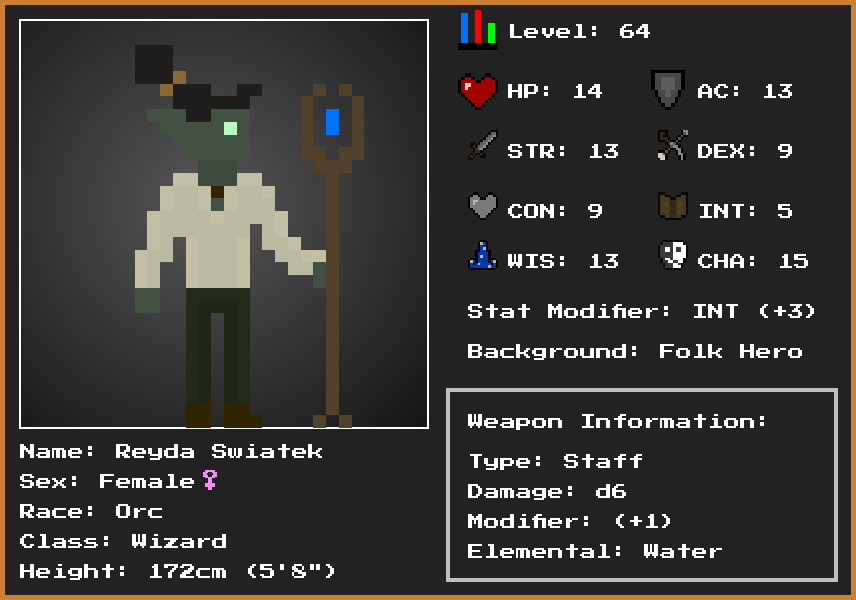 Level: 64
HP: 14
AC: 13
STR: 13
DEX: 9
CON: 9
INT: 5
WIS: 13
CHA: 15
Stat Modifier: INT (+3)
Background: Folk Hero
Weapon Information:
Type: Staff
Damage: d6
Modifier: (+1)
Elemental: Water
Name: Reyda Swiatek
Sex: Female♀
Race: Orc
Class: Wizard
Height: 172cm (5'8")